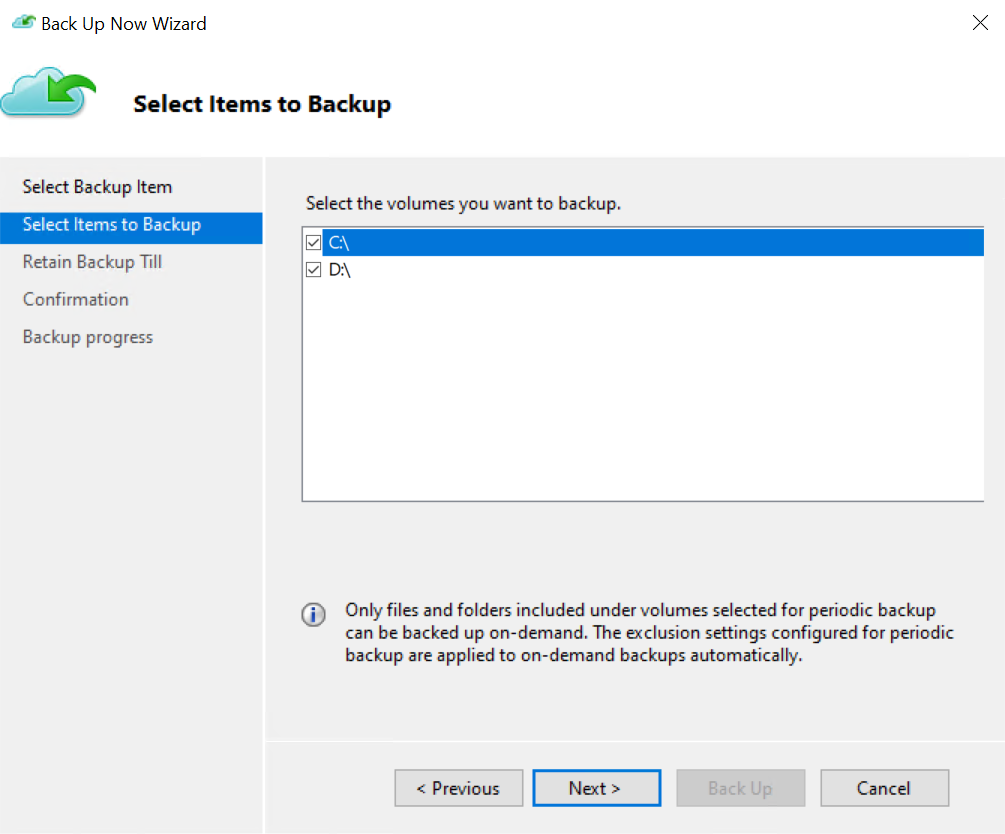 Back Up Now Wizard
Select Items to Backup
Select Backup Item
Select Items to Backup
Retain Backup Till
Confirmation
Backup progress
Select the volumes you want to backup.
C:\
D:\
Only files and folders included under volumes selected for periodic backup
can be backed up on-demand. The exclusion settings configured for periodic
backup are applied to on-demand backups automatically.
< Previous
Next >
Back Up
Cancel